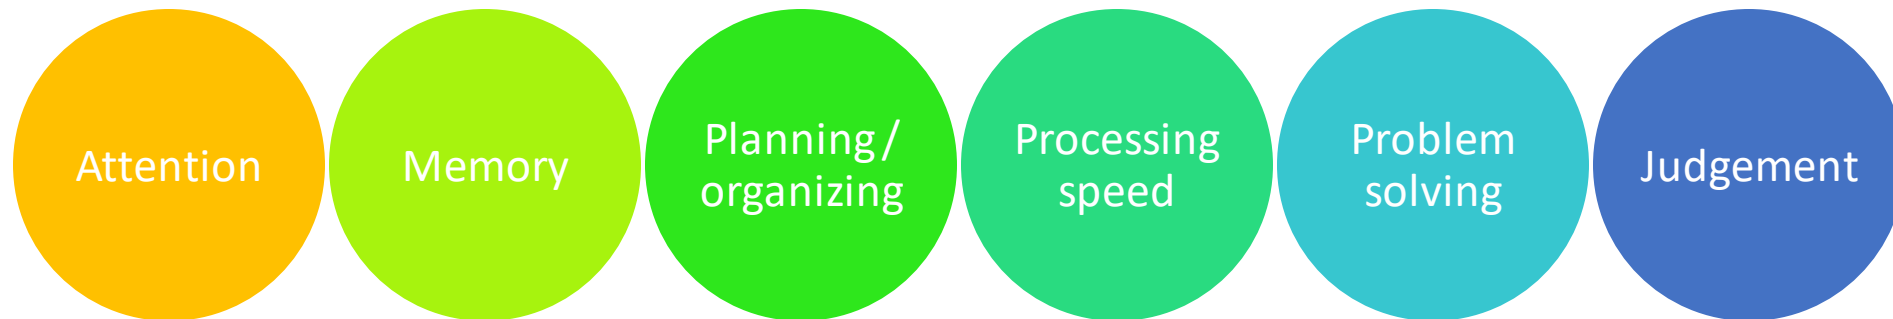 Attention
Memory
Planning/
organizing
Processing
speed
Problem
solving
Judgement